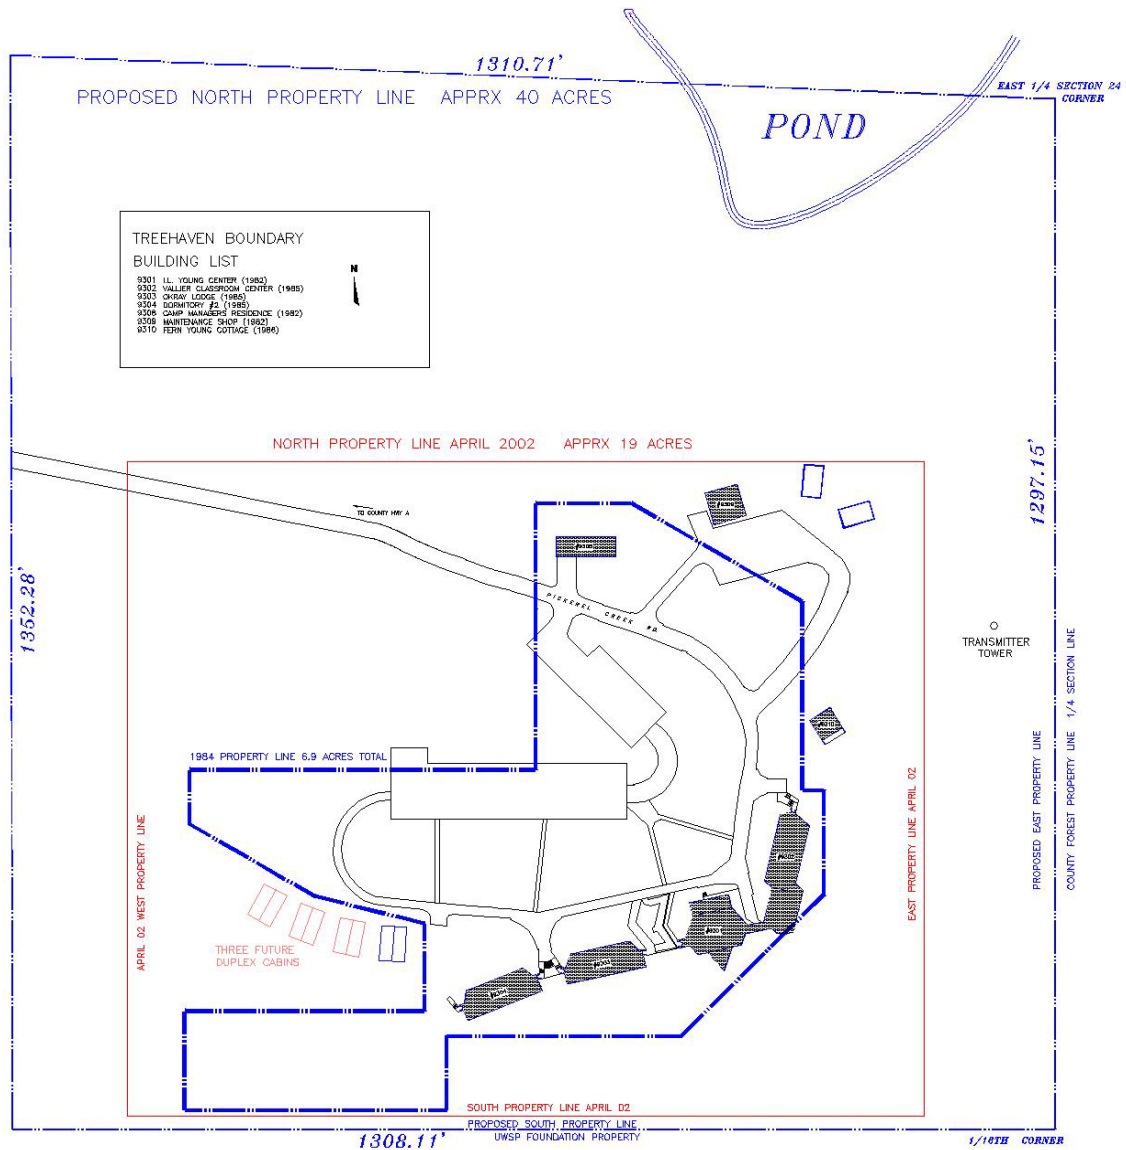 1310.71'
EAST 1/4 SECTION 24
CORNER
PROPOSED NORTH PROPERTY LINE APPRX 40 ACRES
POND
TREEHAVEN BOUNDARY
BUILDING LIST
N
9301 I.L. YOUNG CENTER (1982)
9302 VALLIER CLASSROOM CENTER (1985)
9303 OKRAY LODGE (1985)
9304 DORMITORY #2 (1985)
9308 CAMP MANAGERS RESIDENCE (1982)
9309 MAINTENANCE SHOP (1982)
9310 FERN YOUNG COTTAGE (1986)
NORTH PROPERTY LINE APRIL 2002 APPRX 19 ACRES
1297.15'
TO COUNTY HWY A
1352.28'
PICKEREL CREEK RD.
TRANSMITTER
TOWER
#9310
1984 PROPERTY LINE 6.9 ACRES TOTAL
PROPOSED EAST PROPERTY LINE
COUNTY FOREST PROPERTY LINE 1/4 SECTION LINE
EAST PROPERTY LINE APRIL 02
APRIL 02 WEST PROPERTY LINE
#9302
#9301
THREE FUTURE
DUPLEX CABINS
#9303
#9304
SOUTH PROPERTY LINE APRIL 02
PROPOSED SOUTH PROPERTY LINE
UWSP FOUNDATION PROPERTY
1308.11'
1/16TH CORNER